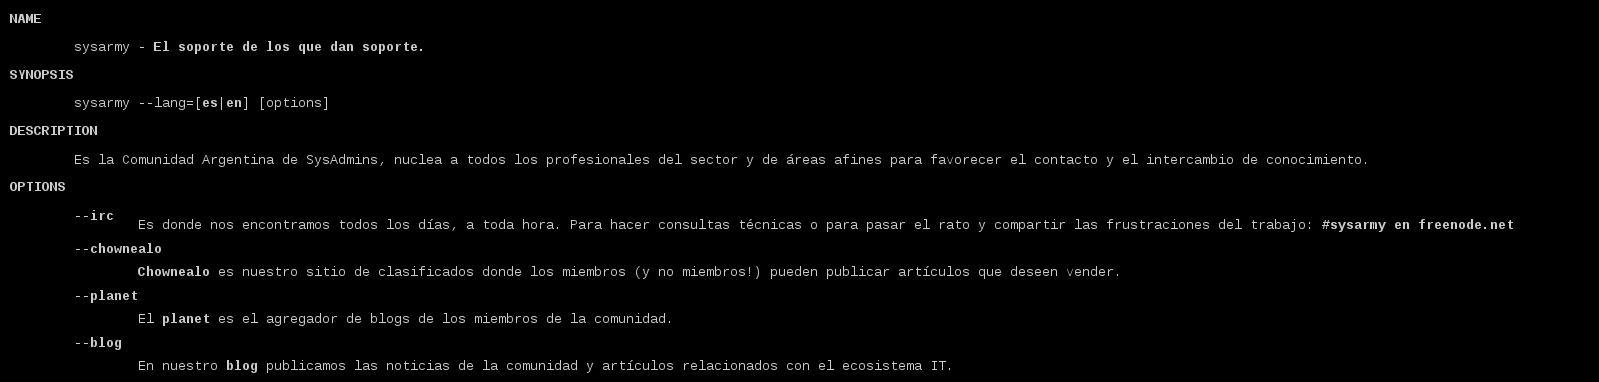 NAME
sysarmy - El soporte de los que dan soporte.
SYNOPSIS
sysarmy --lang=[es|en] [options]
DESCRIPTION
Es la Comunidad Argentina de SysAdmins, nuclea a todos los profesionales del sector y de áreas afines para favorecer el contacto y el intercambio de conocimiento.
OPTIONS
--irc
Es donde nos encontramos todos los días, a toda hora. Para hacer consultas técnicas o para pasar el rato y compartir las frustraciones del trabajo: #sysarmy en freenode.net
--chownealo
Chownealo es nuestro sitio de clasificados donde los miembros (y no miembros!) pueden publicar artículos que deseen vender.
--planet
El planet es el agregador de blogs de los miembros de la comunidad.
--blog
En nuestro blog publicamos las noticias de la comunidad y artículos relacionados con el ecosistema IT.